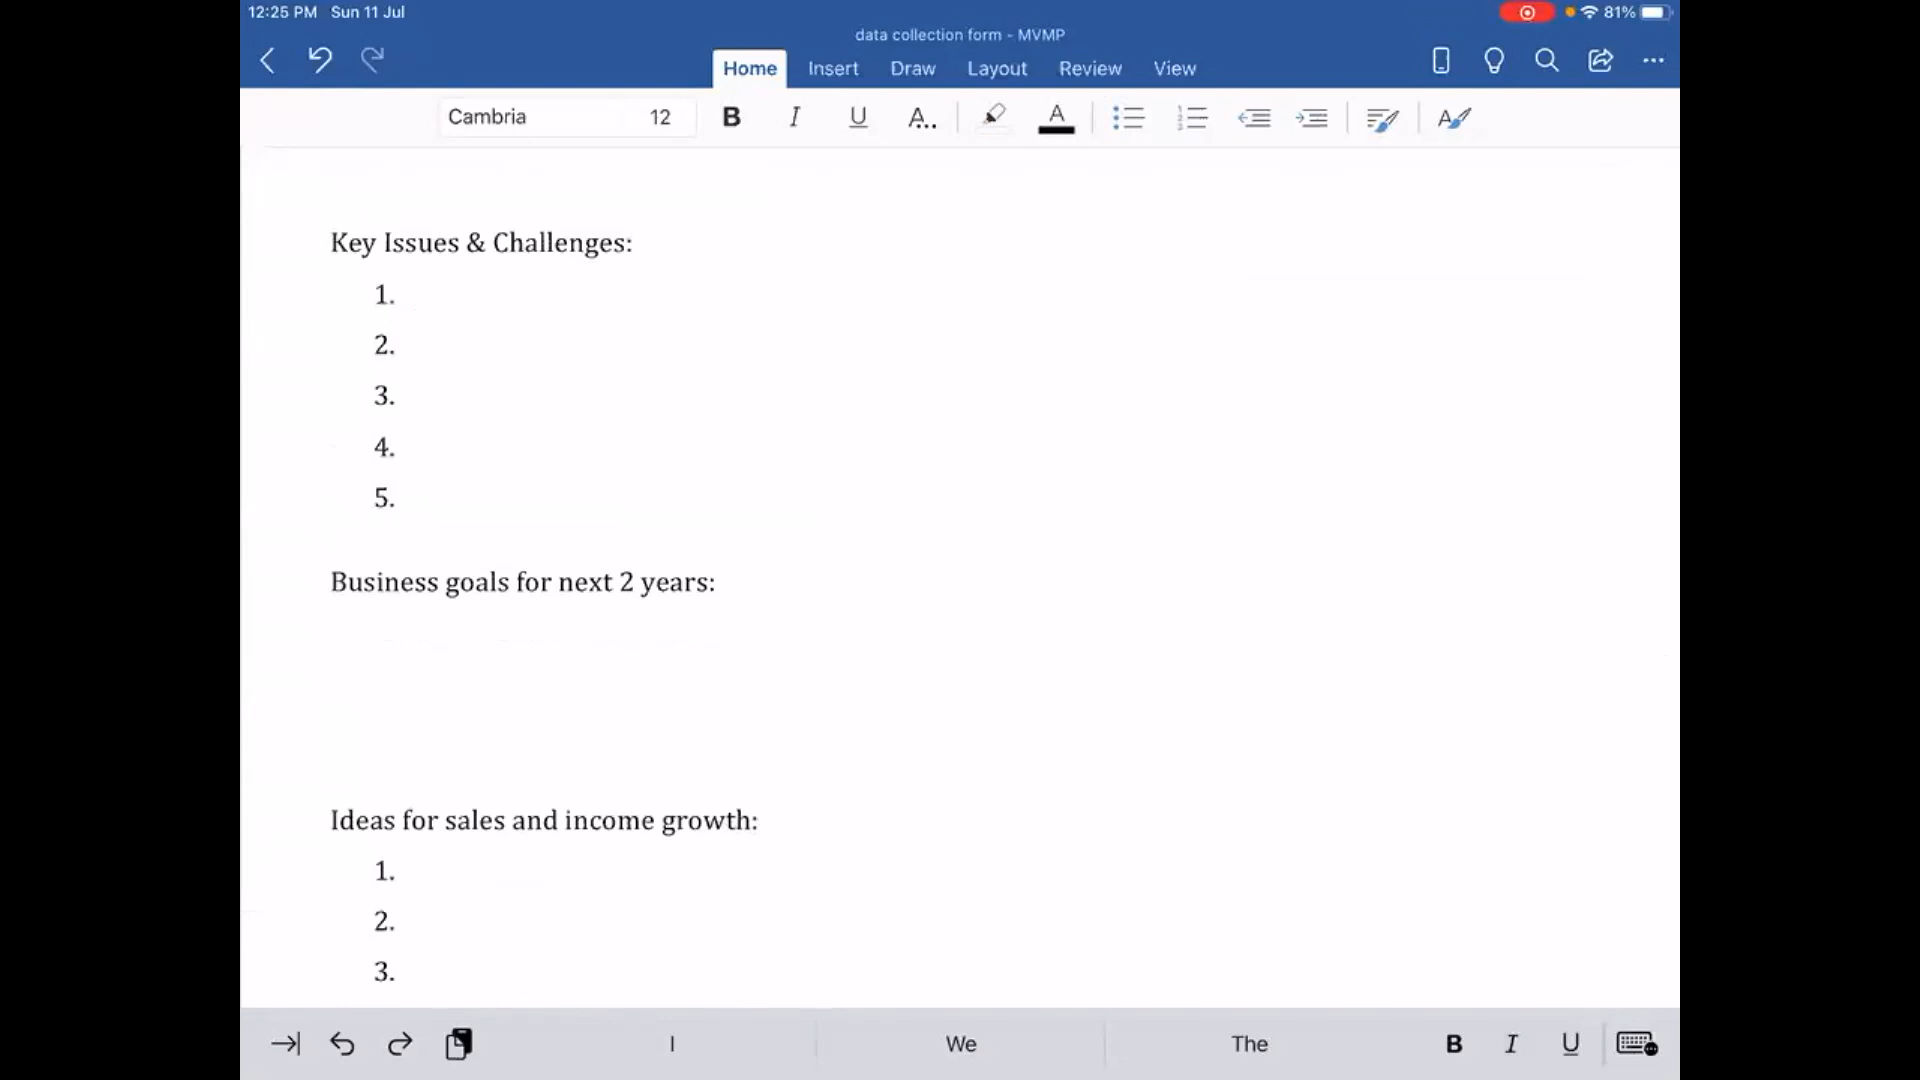 12:25 PM Sun 11 Jul
81%
data collection form - MVMP
Home Insert Draw Layout Review View
Cambria 12 B I U A.. A
Key Issues & Challenges:
1.
2.
3.
4.
5.
Business goals for next 2 years:
Ideas for sales and income growth:
1.
2.
3.
I We The B I U